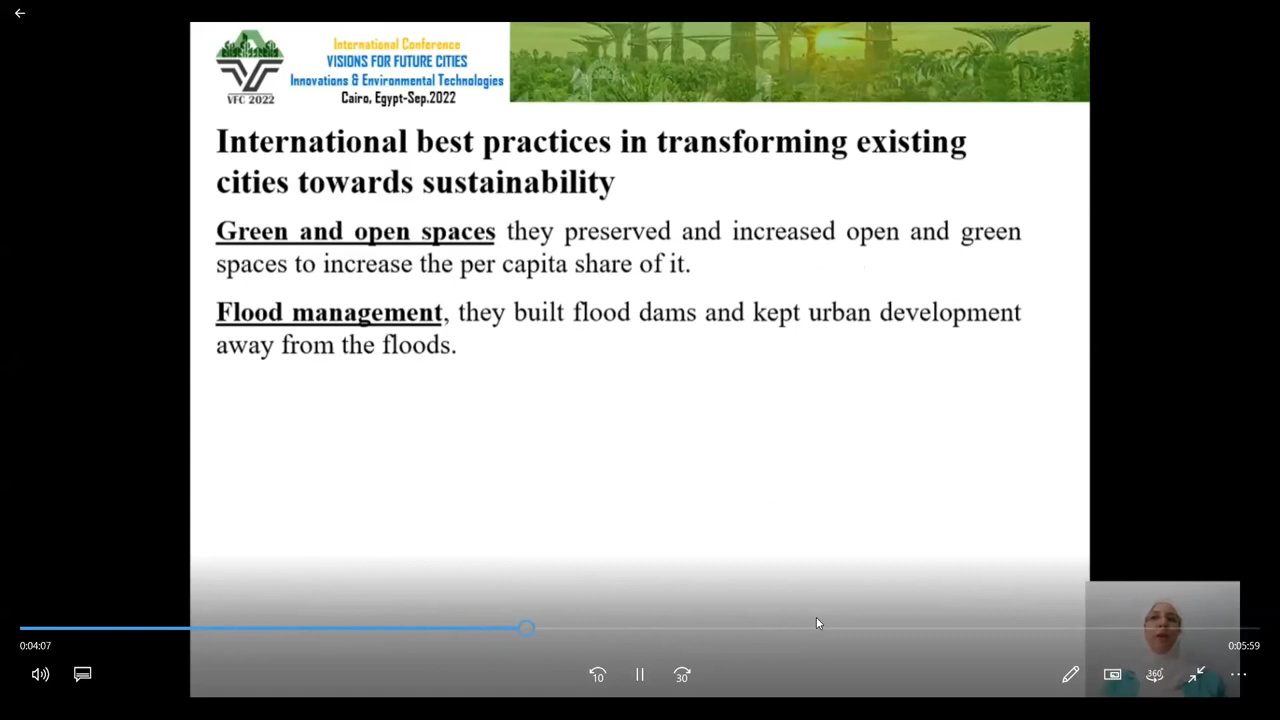 International Conference
VISIONS FOR FUTURE CITIES
Innovations & Environmental Technologies
Cairo, Egypt-Sep.2022
VFC 2022
International best practices in transforming existing
cities towards sustainability
Green and open spaces they preserved and increased open and green
spaces to increase the per capita share of it.
Flood management, they built flood dams and kept urban development
away from the floods.
0:04:07
0:05:59
10
30
360